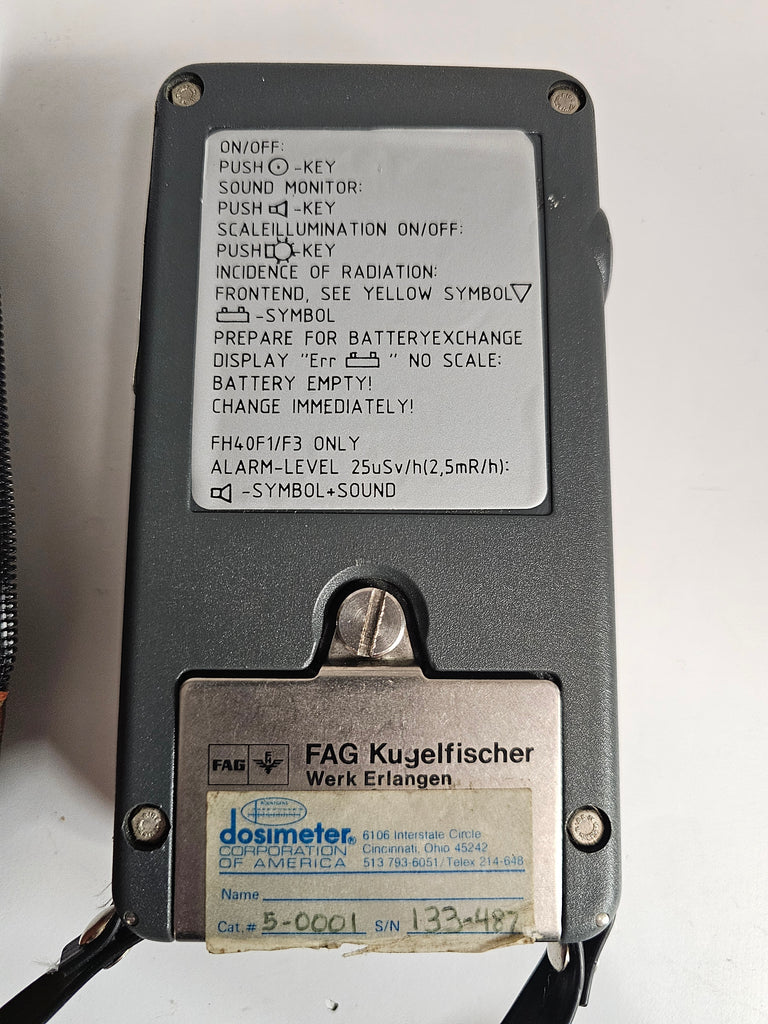 ON/OFF:
PUSH ⊙ -KEY
SOUND MONITOR:
PUSH -KEY
SCALEILLUMINATION ON/OFF:
PUSH -KEY
INCIDENCE OF RADIATION:
FRONTEND, SEE YELLOW SYMBOL▽
-SYMBOL
PREPARE FOR BATTERYEXCHANGE
DISPLAY "Err " NO SCALE:
BATTERY EMPTY!
CHANGE IMMEDIATELY!
FH40F1/F3 ONLY
ALARM-LEVEL 25uSv/h(2,5mR/h):
-SYMBOL+SOUND
FAG FAG Kugelfischer
Werk Erlangen
dosimeter®
CORPORATION
OF AMERICA
6106 Interstate Circle
Cincinnati, Ohio 45242
513 793-6051/Telex 214-648
Name
Cat.# 5-0001 S/N 133-487